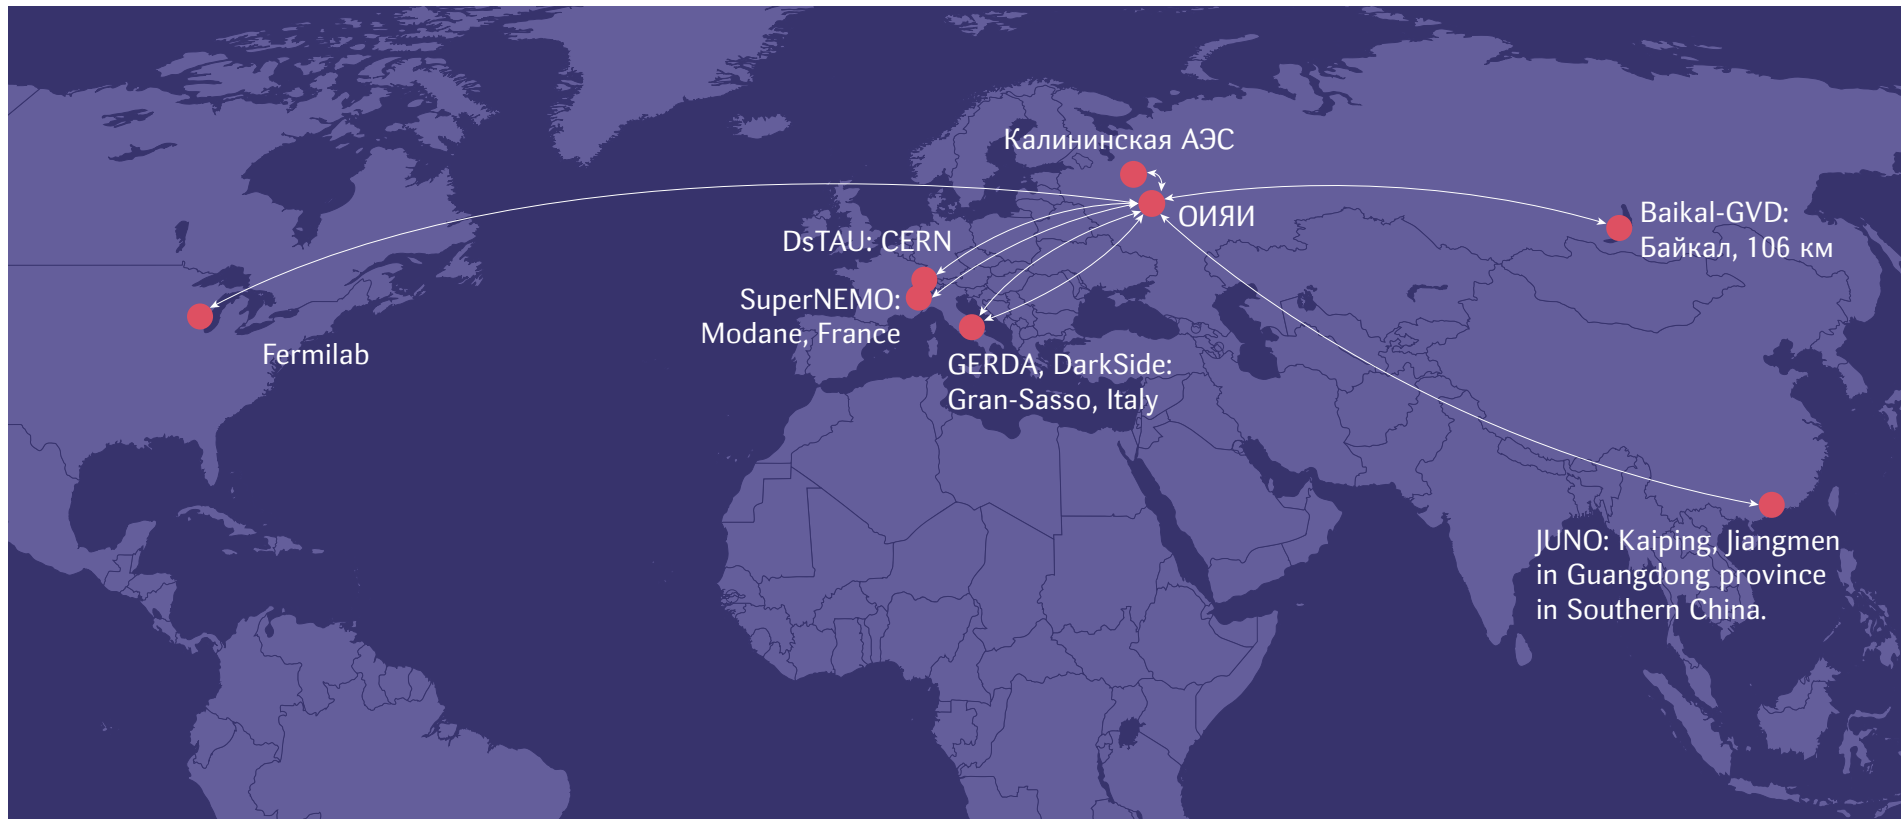 Калининская АЭС
ОИЯИ
Baikal-GVD:
Байкал, 106 км
DsTAU: CERN
SuperNEMO:
Modane, France
Fermilab
GERDA, DarkSide:
Gran-Sasso, Italy
JUNO: Kaiping, Jiangmen
in Guangdong province
in Southern China.